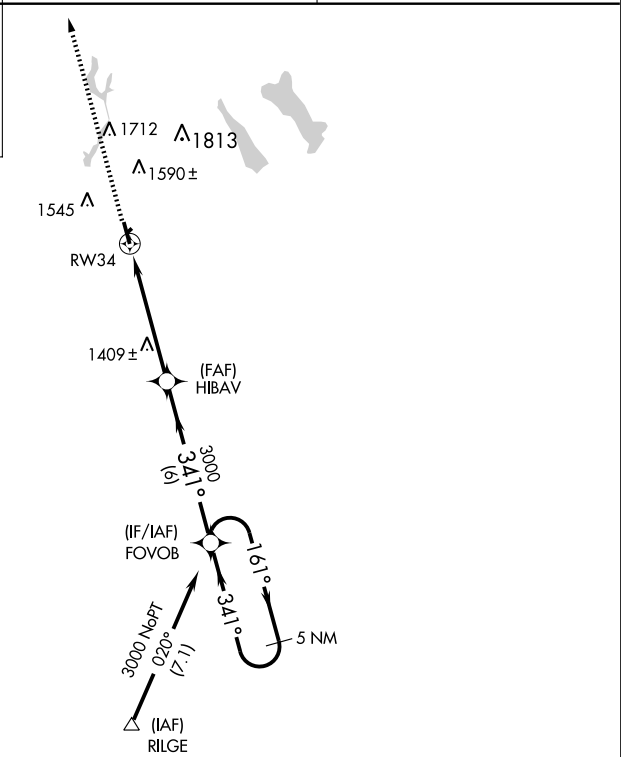 1712
1813
1590 ±
1545
RW34
1409 ±
(FAF)
HIBAV
3000
341°
(6)
(IF/IAF)
FOVOB
161°
341°
5 NM
3000 NoPT
020°
(7.1)
(IAF)
RILGE